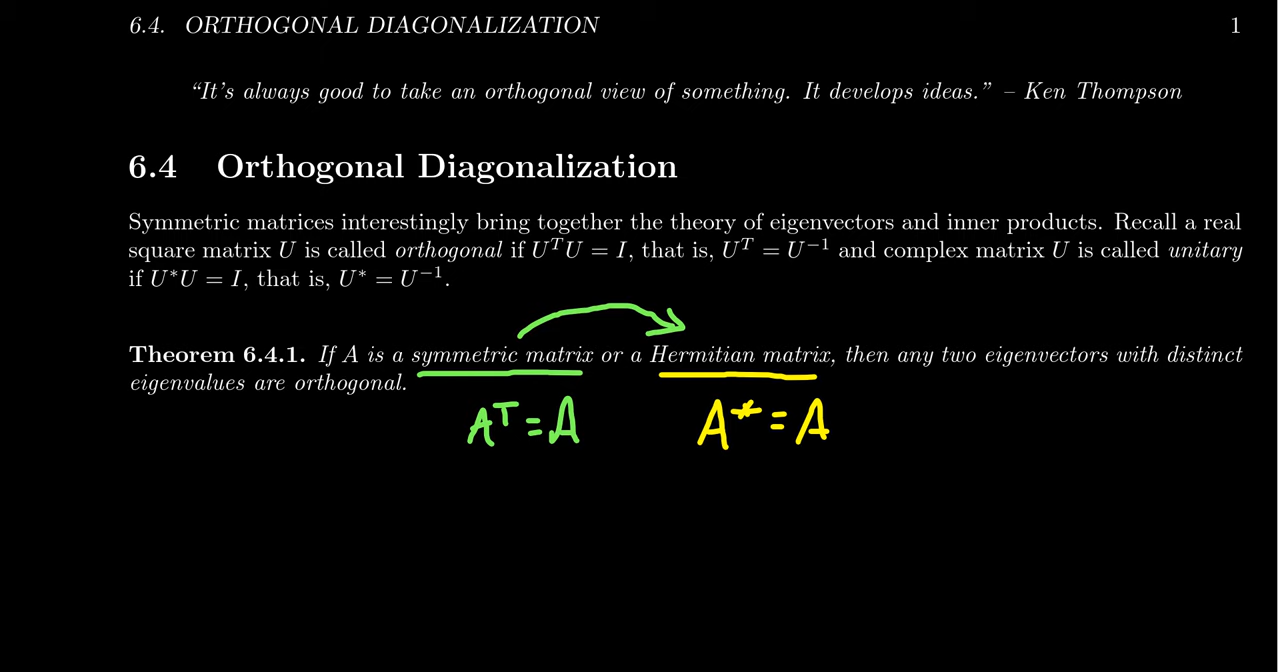 6.4. ORTHOGONAL DIAGONALIZATION 1
“It's always good to take an orthogonal view of something. It develops ideas.” – Ken Thompson
6.4 Orthogonal Diagonalization
Symmetric matrices interestingly bring together the theory of eigenvectors and inner products. Recall a real
square matrix U is called orthogonal if UᵀU = I, that is, Uᵀ = U⁻¹ and complex matrix U is called unitary
if U*U = I, that is, U* = U⁻¹.
Theorem 6.4.1. If A is a symmetric matrix or a Hermitian matrix, then any two eigenvectors with distinct
eigenvalues are orthogonal.
Aᵀ = A A* = A